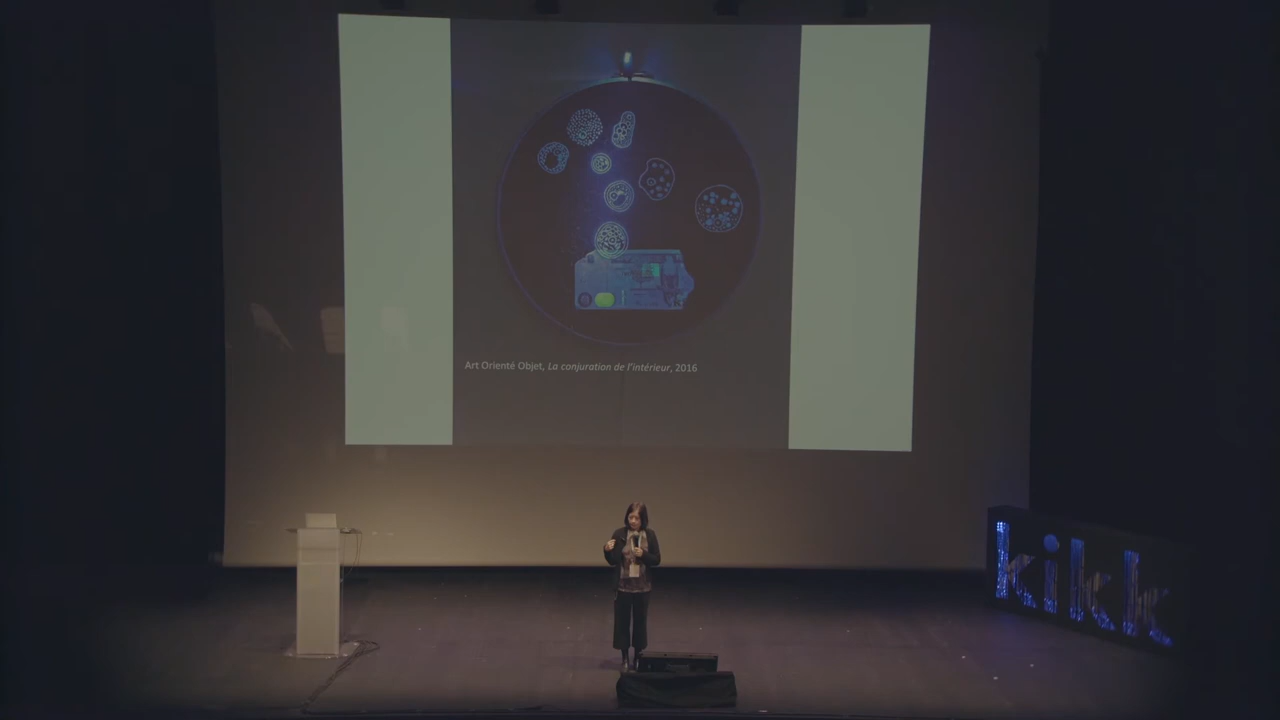 Art Orienté Objet, La conjuration de l'intérieur, 2016
kikk